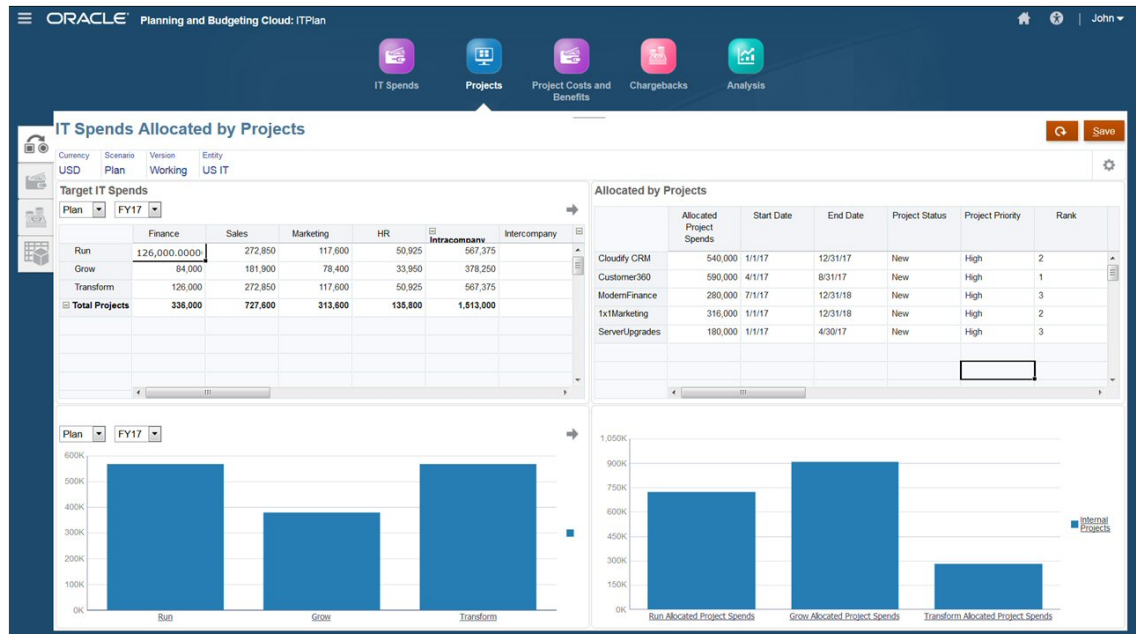 ORACLE® Planning and Budgeting Cloud: ITPlan
John
IT Spends
Projects
Project Costs and
Benefits
Chargebacks
Analysis
IT Spends Allocated by Projects
Save
Currency Scenario Version Entity
USD Plan Working US IT
Target IT Spends
Plan FY17
Finance Sales Marketing HR Intracompany Intercompany
Run 126,000.0000 272,850 117,600 50,925 567,375
Grow 84,000 181,900 78,400 33,950 378,250
Transform 126,000 272,850 117,600 50,925 567,375
Total Projects 336,000 727,600 313,600 135,800 1,513,000
Allocated by Projects
Allocated
Project
Spends
Start Date End Date Project Status Project Priority Rank
Cloudify CRM 540,000 1/1/17 12/31/17 New High 2
Customer360 590,000 4/1/17 8/31/17 New High 1
ModernFinance 280,000 7/1/17 12/31/18 New High 3
1x1Marketing 316,000 1/1/17 12/31/18 New High 2
ServerUpgrades 180,000 1/1/17 4/30/17 New High 3
Plan FY17
600K
500K
400K
300K
200K
100K
0K
Run Grow Transform
1,050K
900K
750K
600K
450K
300K
150K
0K
Run Allocated Project Spends Grow Allocated Project Spends Transform Allocated Project Spends
Internal
Projects